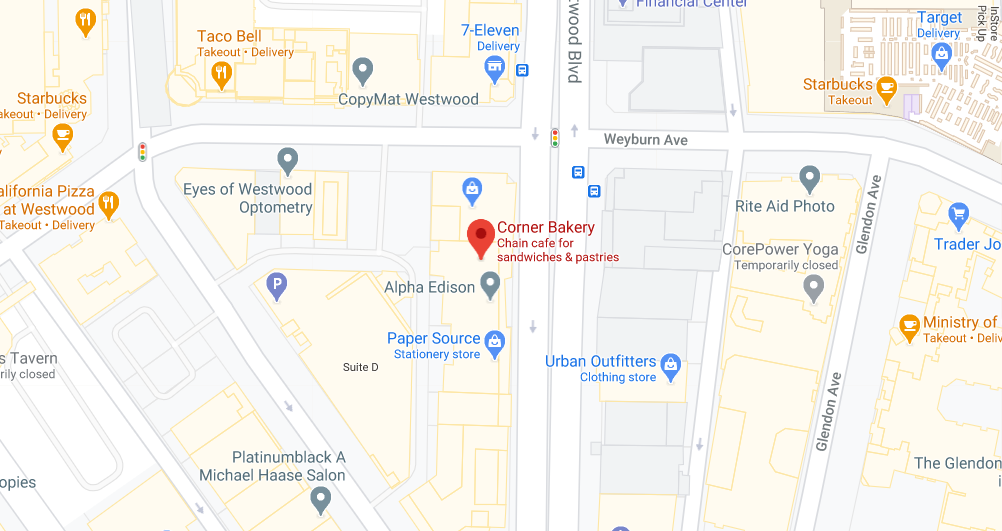 Financial Center
InStore
Pick Up
Target
Delivery
7-Eleven
Delivery
Taco Bell
Takeout • Delivery
twood Blvd
Starbucks
Takeout
CopyMat Westwood
Starbucks
akeout • Delivery
Weyburn Ave
alifornia Pizza
at Westwood
Takeout • Delivery
Eyes of Westwood
Optometry
Rite Aid Photo
Glendon Ave
Corner Bakery
Chain cafe for
sandwiches & pastries
Trader Jo
CorePower Yoga
Temporarily closed
P
Alpha Edison
Ministry of
Takeout • Deliv
Paper Source
Stationery store
s Tavern
rily closed
Suite D
Urban Outfitters
Clothing store
Glendon Ave
Platinumblack A
Michael Haase Salon
The Glendon
i
opies